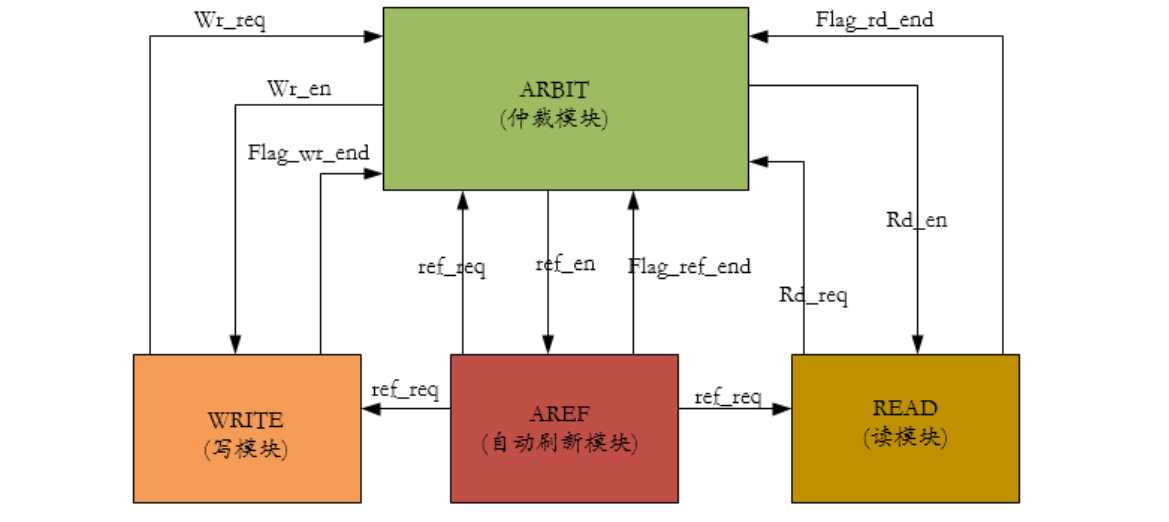 Wr_req
Flag_rd_end
ARBIT
(仲裁模块)
Wr_en
Flag_wr_end
Rd_en
ref_req
ref_en
Flag_ref_end
Rd_req
ref_req
ref_req
WRITE
(写模块)
AREF
(自动刷新模块)
READ
(读模块)